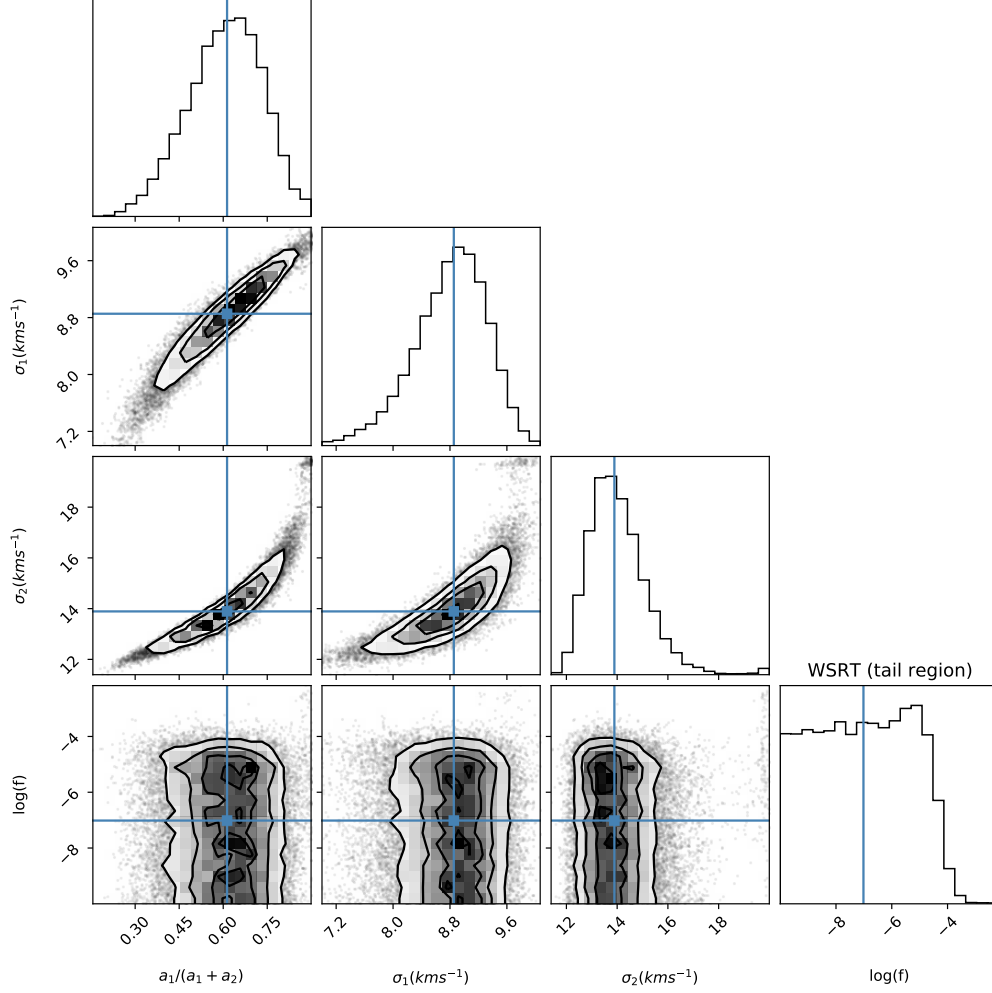 9.6
8.8
8.0
7.2
σ₁(kms⁻¹)
18
16
14
12
σ₂(kms⁻¹)
WSRT (tail region)
−4
−6
−8
log(f)
0.30 0.45 0.60 0.75
7.2 8.0 8.8 9.6
12 14 16 18
−8 −6 −4
a₁/(a₁ + a₂) σ₁(kms⁻¹) σ₂(kms⁻¹) log(f)